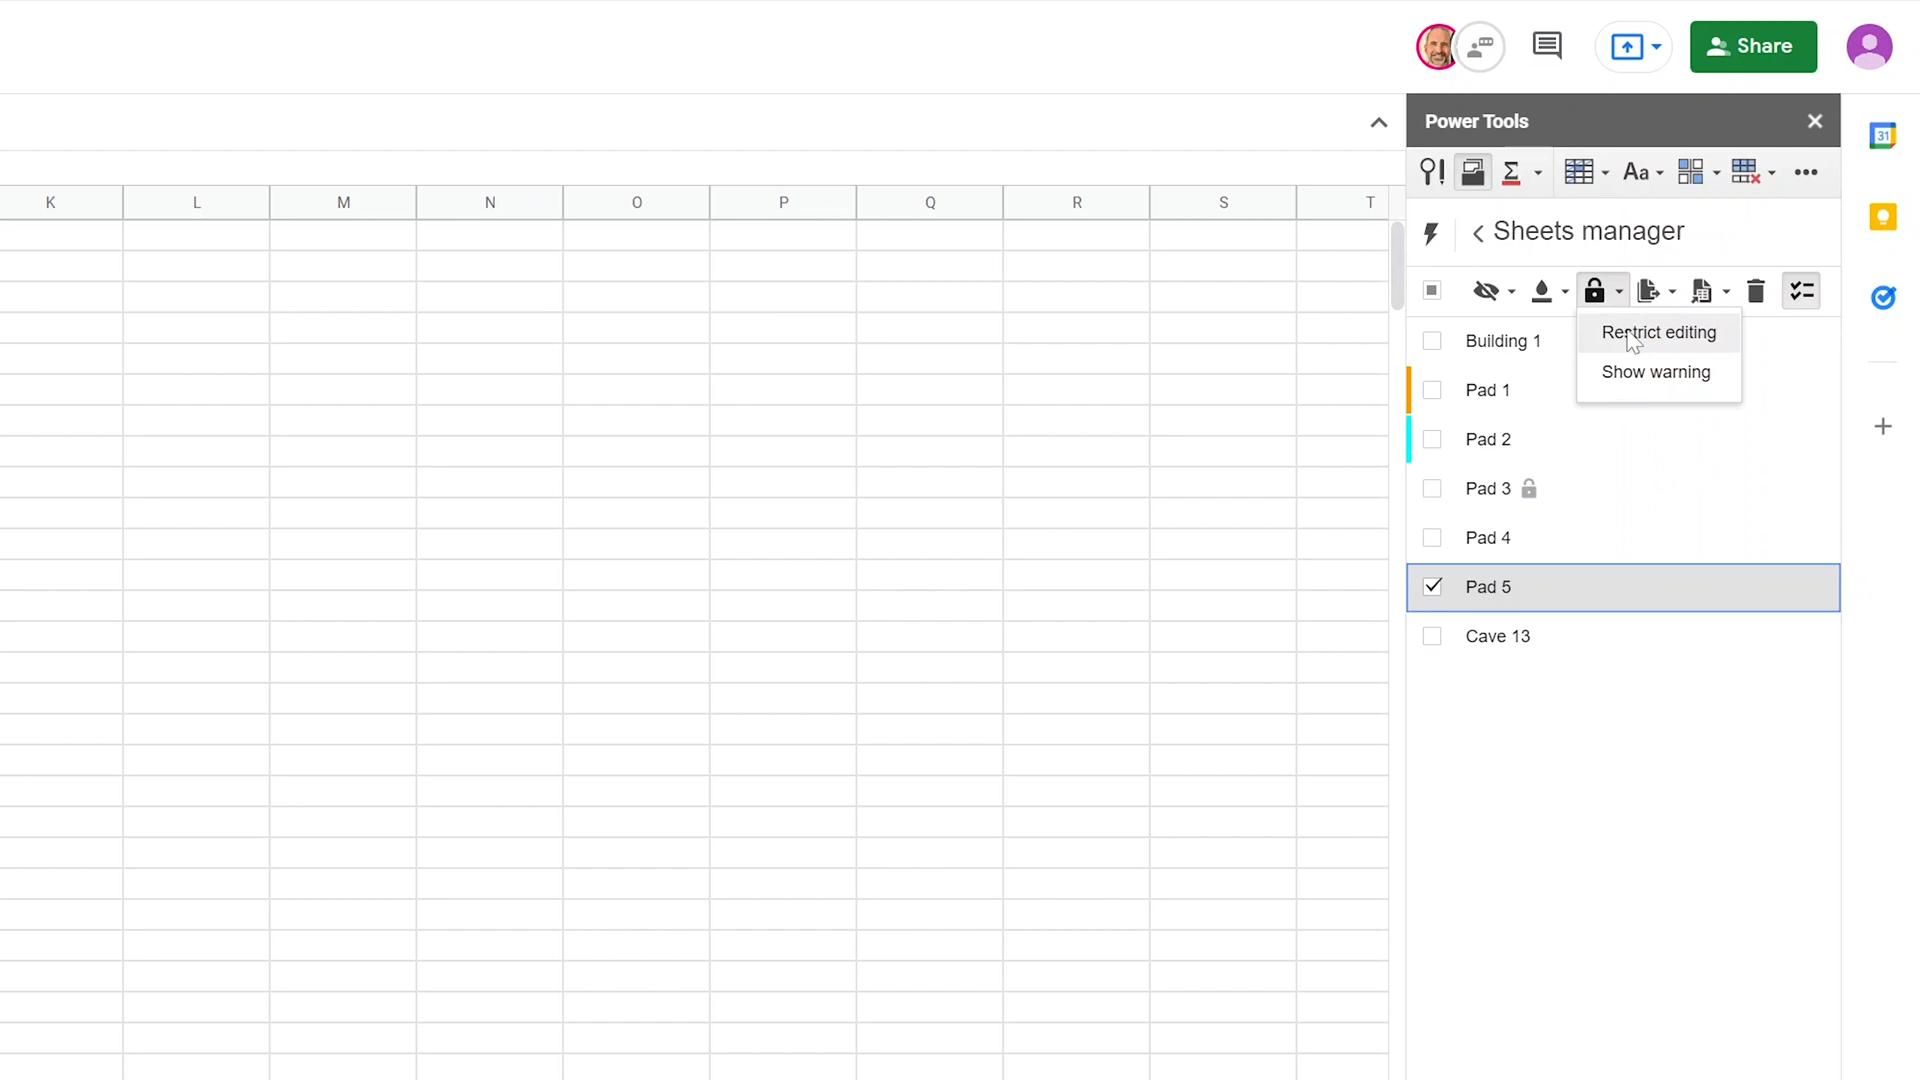 Share
Power Tools
Aa
31
K L M N O P Q R S T
Sheets manager
Restrict editing
Show warning
Building 1
Pad 1
Pad 2
Pad 3
Pad 4
Pad 5
Cave 13